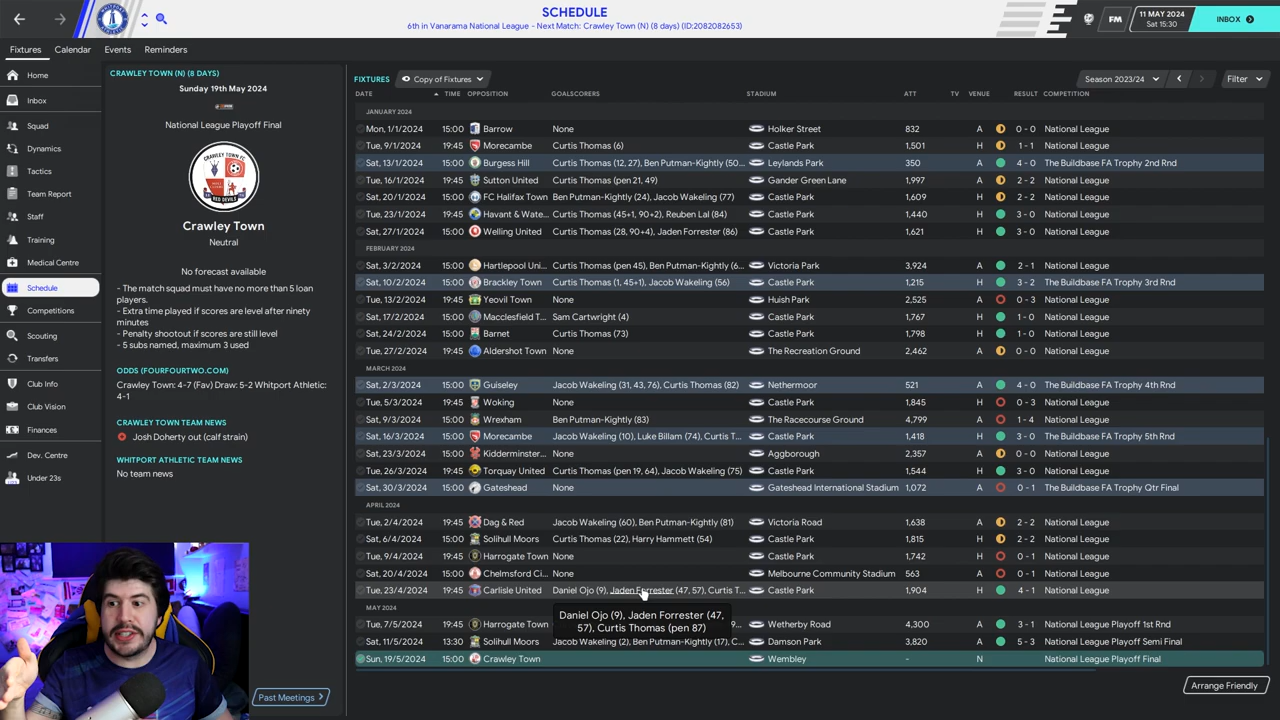 SCHEDULE
6th in Vanarama National League - Next Match: Crawley Town (N) (8 days) (ID:2082082653)
FM
11 MAY 2024
Sat 15:30
INBOX
Fixtures Calendar Events Reminders
Home
Inbox
Squad
Dynamics
Tactics
Team Report
Staff
Training
Medical Centre
Schedule
Competitions
Scouting
Transfers
Club Info
Club Vision
Finances
Dev. Centre
Under 23s
CRAWLEY TOWN (N) (8 DAYS)
Sunday 19th May 2024
National League Playoff Final
CRAWLEY TOWN FC
RED DEVILS
Crawley Town
Neutral
No forecast available
- The match squad must have no more than 5 loan
players.
- Extra time played if scores are level after ninety
minutes
- Penalty shootout if scores are still level
- 5 subs named, maximum 3 used
ODDS (FOURFOURTWO.COM)
Crawley Town: 4-7 (Fav) Draw: 5-2 Whitport Athletic:
4-1
CRAWLEY TOWN TEAM NEWS
Josh Doherty out (calf strain)
WHITPORT ATHLETIC TEAM NEWS
No team news
Past Meetings >
FIXTURES Copy of Fixtures Season 2023/24 Filter
DATE TIME OPPOSITION GOALSCORERS STADIUM ATT TV VENUE RESULT COMPETITION
JANUARY 2024
Mon, 1/1/2024 15:00 Barrow None Holker Street 832 A 0 - 0 National League
Tue, 9/1/2024 19:45 Morecambe Curtis Thomas (6) Castle Park 1,501 H 1 - 1 National League
Sat, 13/1/2024 15:00 Burgess Hill Curtis Thomas (12, 27), Ben Putman-Kightly (50... Leylands Park 350 A 4 - 0 The Buildbase FA Trophy 2nd Rnd
Tue, 16/1/2024 19:45 Sutton United Curtis Thomas (pen 21, 49) Gander Green Lane 1,907 A 2 - 2 National League
Sat, 20/1/2024 15:00 FC Halifax Town Ben Putman-Kightly (24), Jacob Wakeling (77) Castle Park 1,609 H 2 - 2 National League
Tue, 23/1/2024 19:45 Havant & Wate... Curtis Thomas (45+1, 90+2), Reuben Lal (84) Castle Park 1,440 H 3 - 0 National League
Sat, 27/1/2024 15:00 Welling United Curtis Thomas (28, 90+4), Jaden Forrester (86) Castle Park 1,621 H 3 - 0 National League
FEBRUARY 2024
Sat, 3/2/2024 15:00 Hartlepool Uni... Curtis Thomas (pen 45), Ben Putman-Kightly (6... Victoria Park 3,924 A 2 - 1 National League
Sat, 10/2/2024 15:00 Brackley Town Curtis Thomas (1, 45+1), Jacob Wakeling (56) Castle Park 1,215 H 3 - 2 The Buildbase FA Trophy 3rd Rnd
Tue, 13/2/2024 19:45 Yeovil Town None Huish Park 2,525 A 0 - 3 National League
Sat, 17/2/2024 15:00 Macclesfield T... Sam Cartwright (4) Castle Park 1,767 H 1 - 0 National League
Sat, 24/2/2024 15:00 Barnet Curtis Thomas (73) Castle Park 1,798 H 1 - 0 National League
Tue, 27/2/2024 19:45 Aldershot Town None The Recreation Ground 2,462 A 0 - 0 National League
MARCH 2024
Sat, 2/3/2024 15:00 Guiseley Jacob Wakeling (31, 43, 76), Curtis Thomas (82) Nethermoor 521 A 4 - 0 The Buildbase FA Trophy 4th Rnd
Tue, 5/3/2024 19:45 Woking None Castle Park 1,845 H 0 - 3 National League
Sat, 9/3/2024 15:00 Wrexham Ben Putman-Kightly (83) The Racecourse Ground 4,799 A 1 - 4 National League
Sat, 16/3/2024 15:00 Morecambe Jacob Wakeling (10), Luke Billam (74), Curtis T... Castle Park 1,418 H 3 - 0 The Buildbase FA Trophy 5th Rnd
Sat, 23/3/2024 15:00 Kidderminster... None Aggborough 2,357 A 0 - 0 National League
Tue, 26/3/2024 19:45 Torquay United Curtis Thomas (pen 19, 64), Jacob Wakeling (75) Castle Park 1,544 H 3 - 0 National League
Sat, 30/3/2024 15:00 Gateshead None Gateshead International Stadium 1,072 A 0 - 1 The Buildbase FA Trophy Qtr Final
APRIL 2024
Tue, 2/4/2024 19:45 Dag & Red Jacob Wakeling (60), Ben Putman-Kightly (81) Victoria Road 1,638 A 2 - 2 National League
Sat, 6/4/2024 15:00 Solihull Moors Curtis Thomas (22), Harry Hammett (54) Castle Park 1,815 H 2 - 2 National League
Tue, 9/4/2024 19:45 Harrogate Town None Castle Park 1,742 H 0 - 1 National League
Sat, 20/4/2024 15:00 Chelmsford Ci... None Melbourne Community Stadium 563 A 0 - 1 National League
Tue, 23/4/2024 19:45 Carlisle United Daniel Ojo (9), Jaden Forrester (47, 57), Curtis T... Castle Park 1,904 H 4 - 1 National League
MAY 2024
Daniel Ojo (9), Jaden Forrester (47,
57), Curtis Thomas (pen 87)
Tue, 7/5/2024 19:45 Harrogate Town Wetherby Road 4,300 A 3 - 1 National League Playoff 1st Rnd
Sat, 11/5/2024 13:30 Solihull Moors Jacob Wakeling (2), Ben Putman-Kightly (17), C... Damson Park 3,820 A 5 - 3 National League Playoff Semi Final
Sun, 19/5/2024 15:00 Crawley Town Wembley - N National League Playoff Final
Arrange Friendly